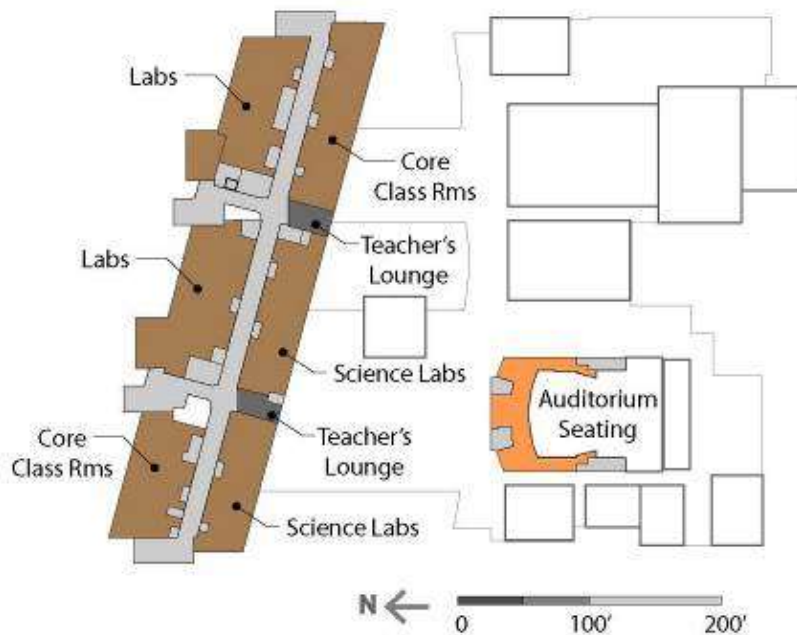 Labs
Core
Class Rms
Teacher's
Lounge
Labs
Science Labs
Auditorium
Seating
Core
Class Rms
Teacher's
Lounge
Science Labs
N
0 100' 200'